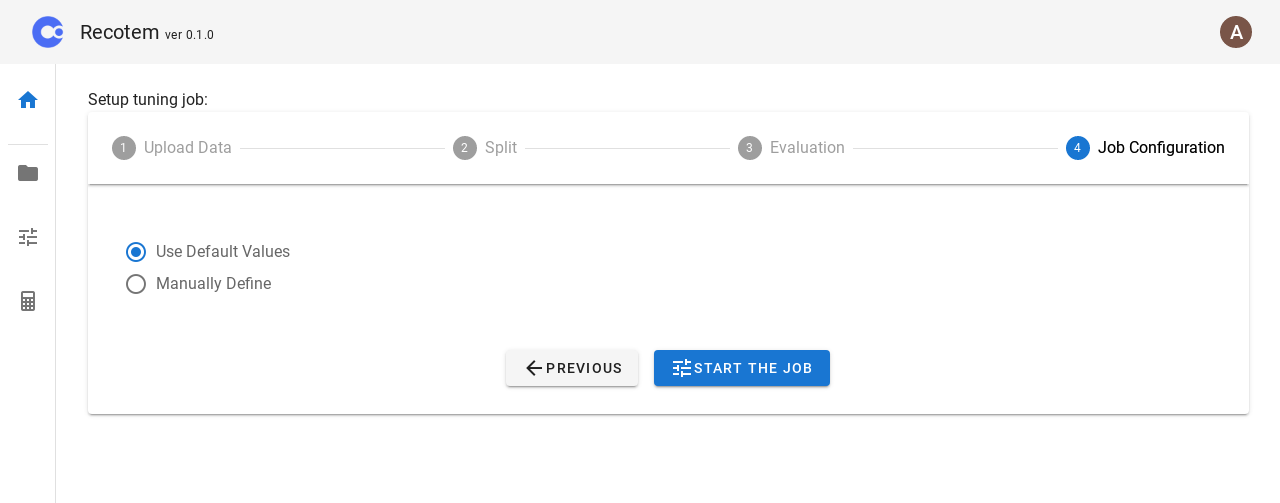 Recotem ver 0.1.0
A
Setup tuning job:
1 Upload Data
2 Split
3 Evaluation
4 Job Configuration
Use Default Values
Manually Define
PREVIOUS
START THE JOB